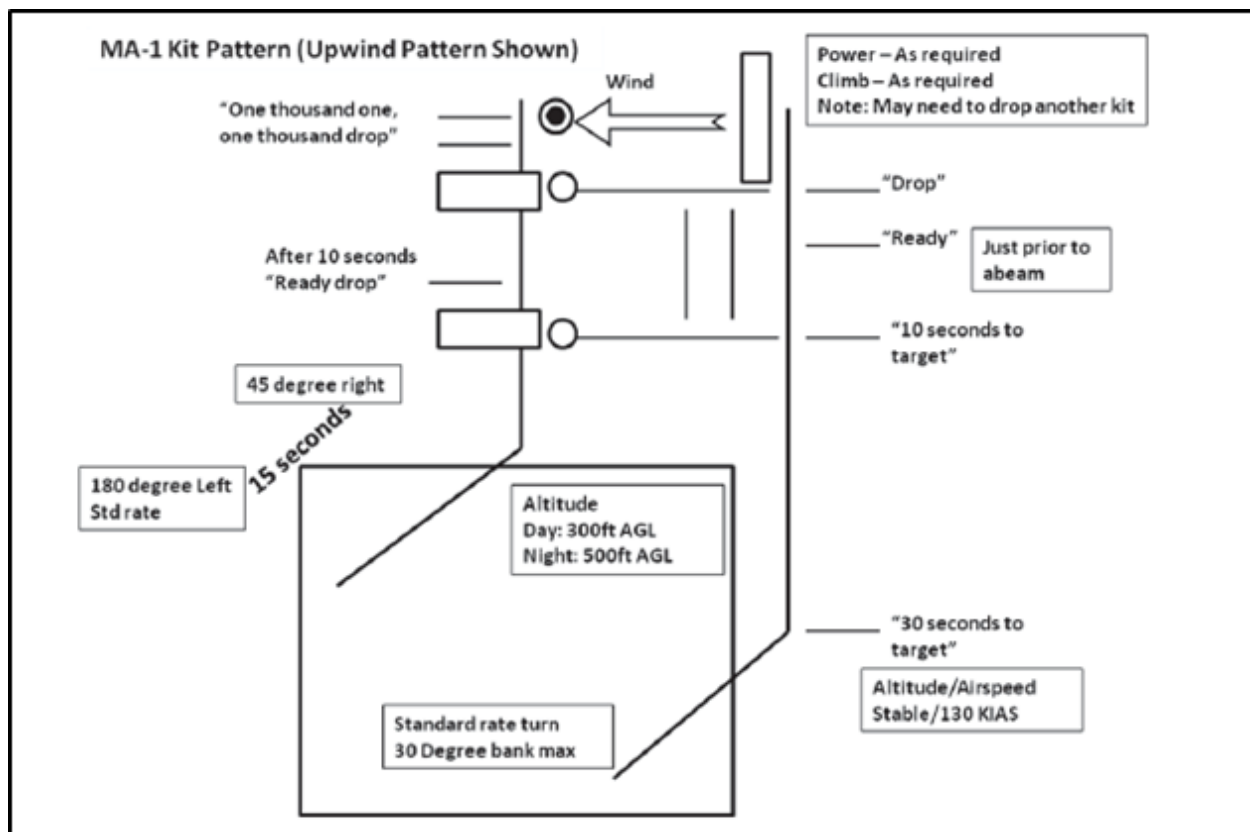 MA-1 Kit Pattern (Upwind Pattern Shown)
Power – As required
Climb – As required
Note: May need to drop another kit
Wind
“One thousand one,
one thousand drop”
“Drop”
“Ready”
Just prior to
abeam
After 10 seconds
“Ready drop”
“10 seconds to
target”
45 degree right
15 seconds
180 degree Left
Std rate
Altitude
Day: 300ft AGL
Night: 500ft AGL
“30 seconds to
target”
Altitude/Airspeed
Stable/130 KIAS
Standard rate turn
30 Degree bank max